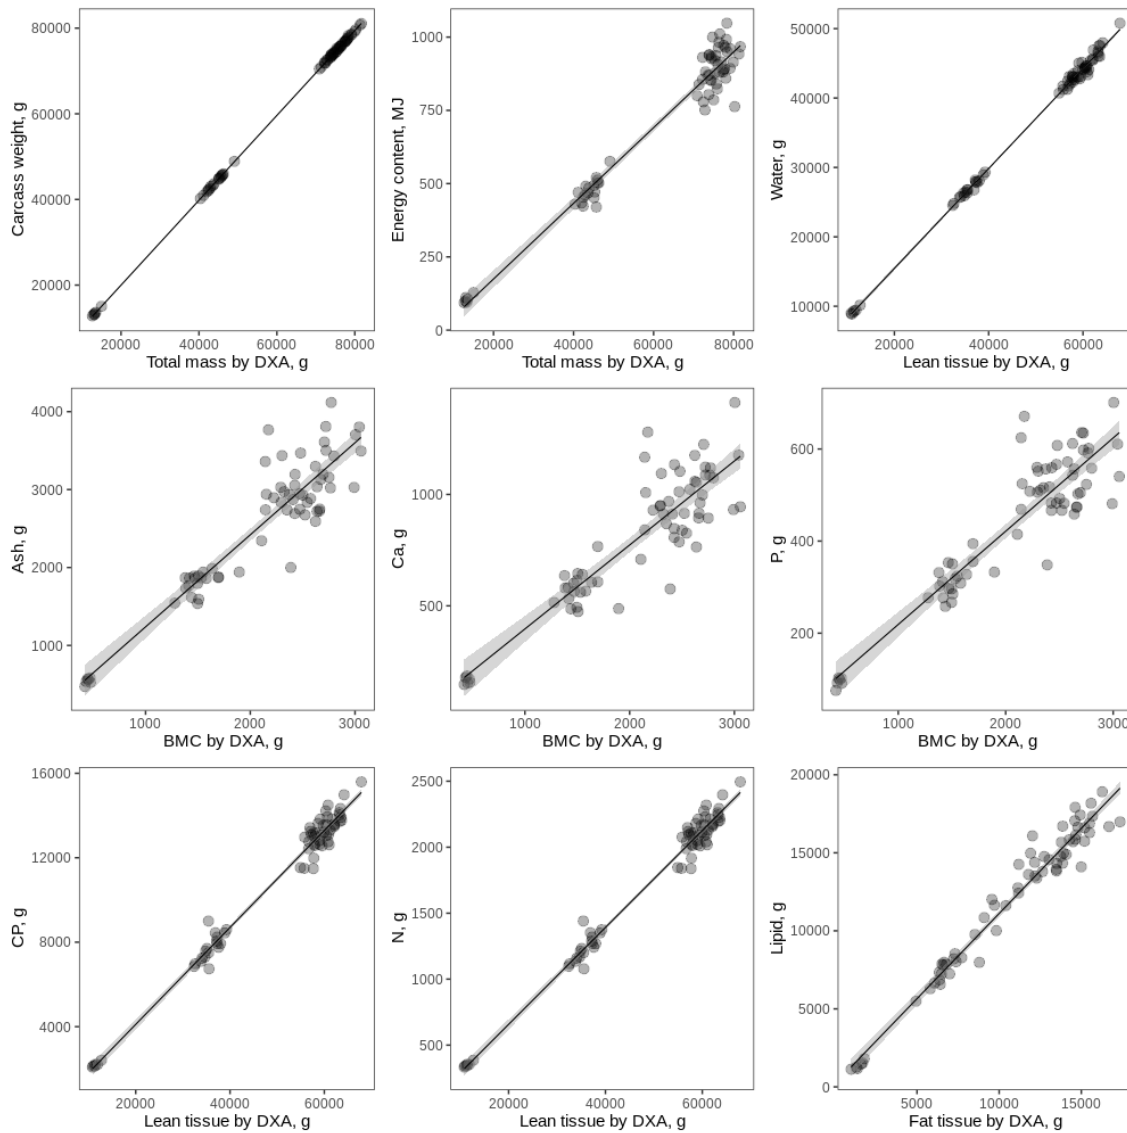 80000
60000
40000
20000
Carcass weight, g
20000 40000 60000 80000
Total mass by DXA, g
1000
750
500
250
0
Energy content, MJ
20000 40000 60000 80000
Total mass by DXA, g
50000
40000
30000
20000
10000
Water, g
20000 40000 60000
Lean tissue by DXA, g
4000
3000
2000
1000
Ash, g
1000 2000 3000
BMC by DXA, g
1000
500
Ca, g
1000 2000 3000
BMC by DXA, g
600
400
200
P, g
1000 2000 3000
BMC by DXA, g
16000
12000
8000
4000
CP, g
20000 40000 60000
Lean tissue by DXA, g
2500
2000
1500
1000
500
N, g
20000 40000 60000
Lean tissue by DXA, g
20000
15000
10000
5000
0
Lipid, g
5000 10000 15000
Fat tissue by DXA, g